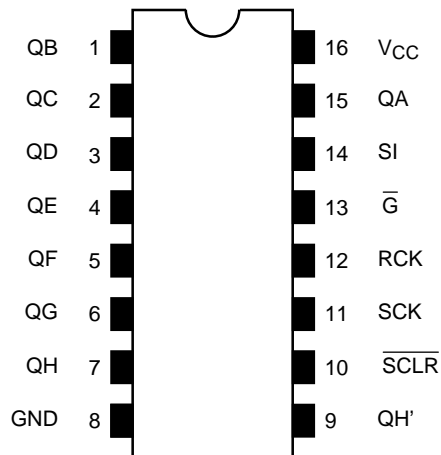 QB 1 16 VCC
QC 2 15 QA
QD 3 14 SI
QE 4 13 G̅
QF 5 12 RCK
QG 6 11 SCK
QH 7 10 S̅C̅L̅R̅
GND 8 9 QH'